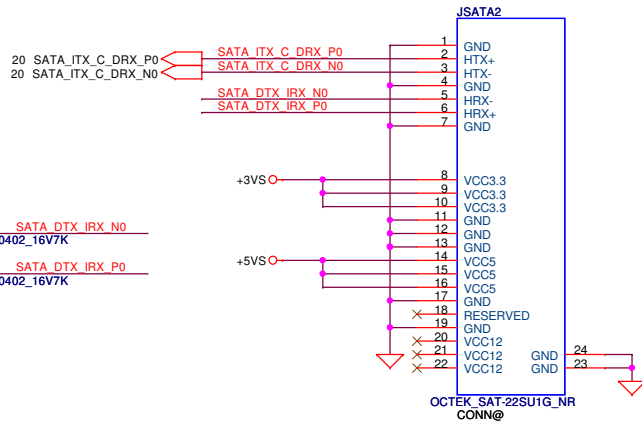 JSATA2
20 SATA_ITX_C_DRX_P0
20 SATA_ITX_C_DRX_N0
SATA_ITX_C_DRX_P0
SATA_ITX_C_DRX_N0
SATA_DTX_IRX_N0
SATA_DTX_IRX_P0
1 GND
2 HTX+
3 HTX-
4 GND
5 HRX-
6 HRX+
7 GND
+3VS
8 VCC3.3
9 VCC3.3
10 VCC3.3
11 GND
12 GND
13 GND
+5VS
14 VCC5
15 VCC5
16 VCC5
17 GND
18 RESERVED
19 GND
20 VCC12
21 VCC12 GND 24
22 VCC12 GND 23
SATA_DTX_IRX_N0
0402_16V7K
SATA_DTX_IRX_P0
0402_16V7K
OCTEK_SAT-22SU1G_NR
CONN@